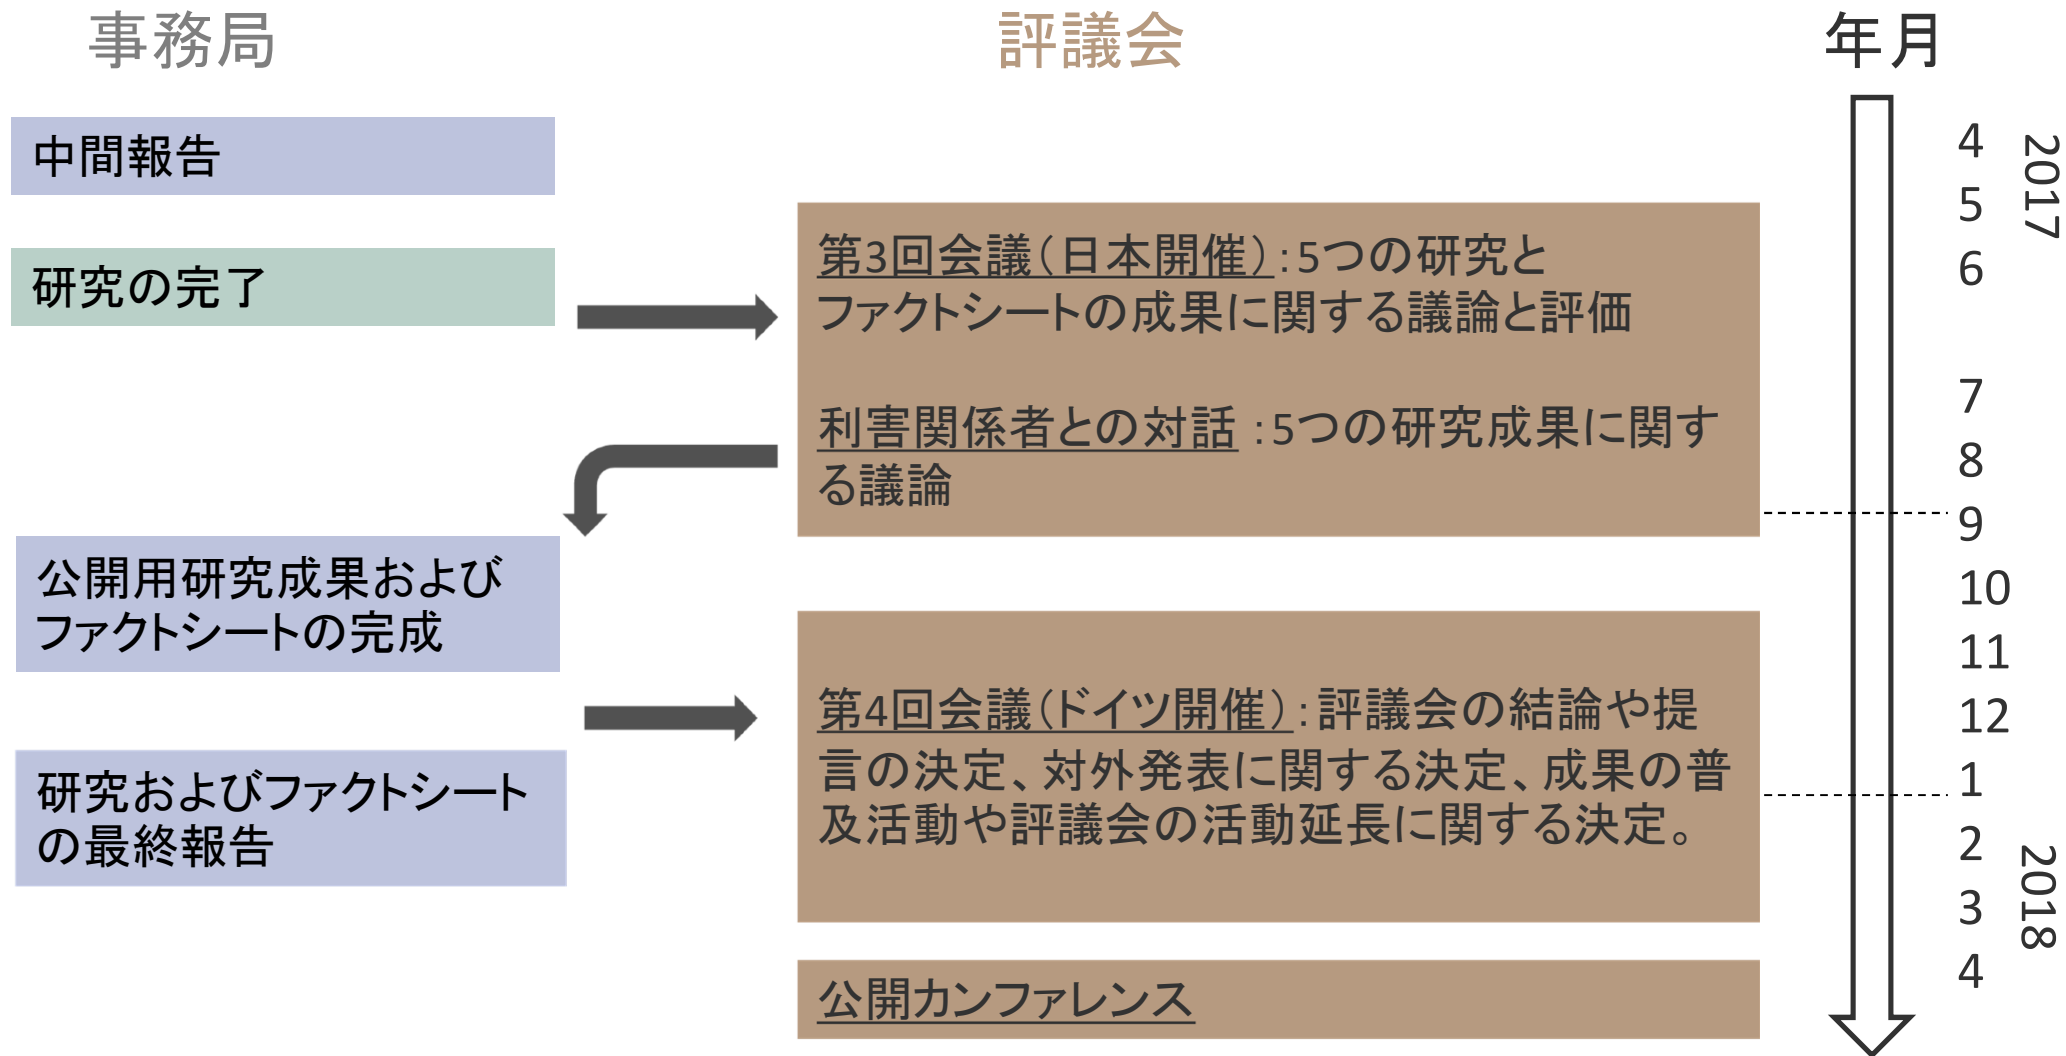 事務局
評議会
年月
中間報告
研究の完了
公開用研究成果および
ファクトシートの完成
研究およびファクトシート
の最終報告
第3回会議（日本開催）：5つの研究と
ファクトシートの成果に関する議論と評価
利害関係者との対話：5つの研究成果に関す
る議論
第4回会議（ドイツ開催）：評議会の結論や提
言の決定、対外発表に関する決定、成果の普
及活動や評議会の活動延長に関する決定。
公開カンファレンス
4
5
6
7
8
9
10
11
12
1
2
3
4
2017
2018